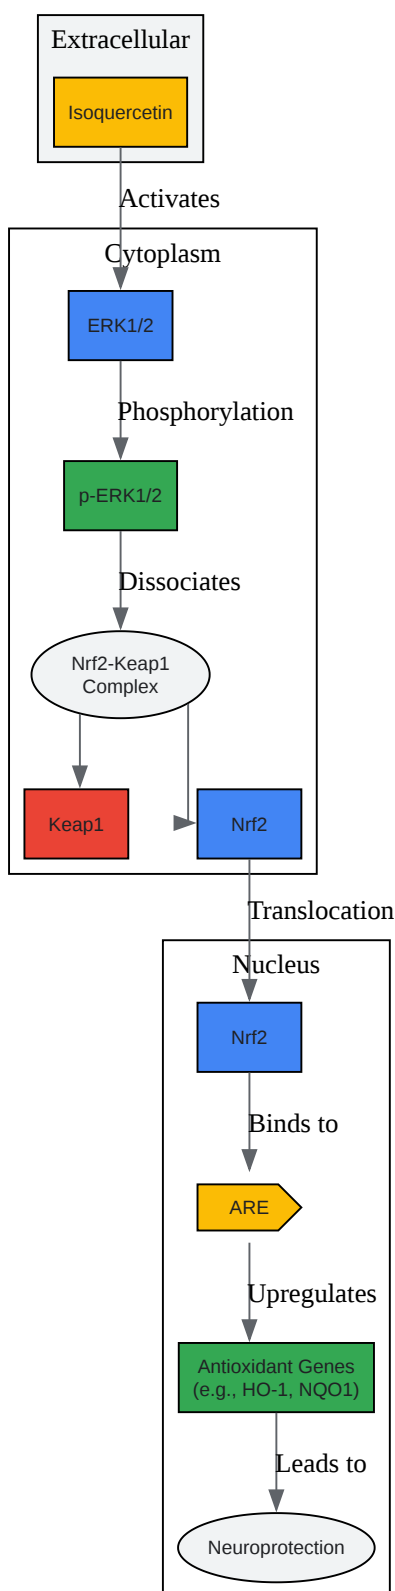 Extracellular
Isoquercetin
Activates
Cytoplasm
ERK1/2
Phosphorylation
p-ERK1/2
Dissociates
Nrf2-Keap1
Complex
Keap1
Nrf2
Translocation
Nucleus
Nrf2
Binds to
ARE
Upregulates
Antioxidant Genes
(e.g., HO-1, NQO1)
Leads to
Neuroprotection